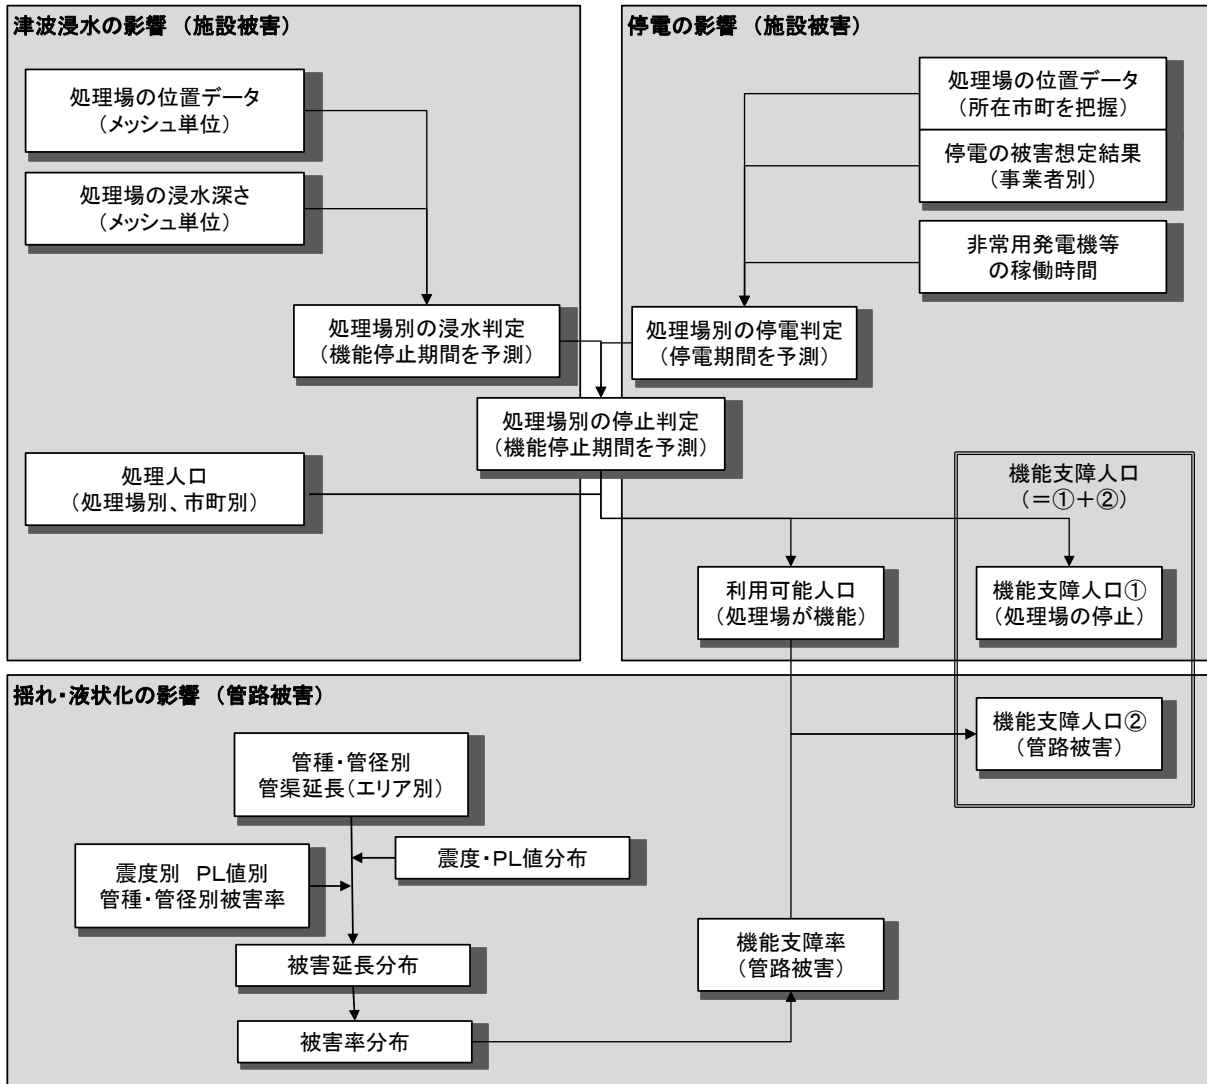 津波浸水の影響 （施設被害）
処理場の位置データ
（メッシュ単位）
処理場の浸水深さ
（メッシュ単位）
処理場別の浸水判定
（機能停止期間を予測）
停電の影響 （施設被害）
処理場の位置データ
（所在市町を把握）
停電の被害想定結果
（事業者別）
非常用発電機等
の稼働時間
処理場別の停電判定
（停電期間を予測）
処理場別の停止判定
（機能停止期間を予測）
処理人口
（処理場別、市町別）
機能支障人口
（＝①＋②）
利用可能人口
（処理場が機能）
機能支障人口①
（処理場の停止）
揺れ・液状化の影響 （管路被害）
機能支障人口②
（管路被害）
管種・管径別
管渠延長（エリア別）
震度・PL値分布
震度別　PL値別
管種・管径別被害率
被害延長分布
被害率分布
機能支障率
（管路被害）